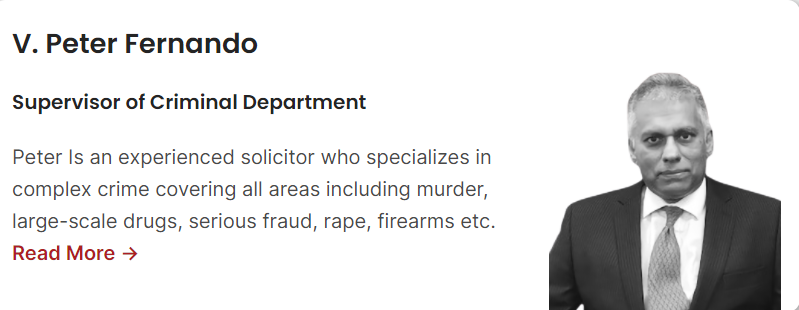 V. Peter Fernando
Supervisor of Criminal Department
Peter Is an experienced solicitor who specializes in
complex crime covering all areas including murder,
large-scale drugs, serious fraud, rape, firearms etc.
Read More →